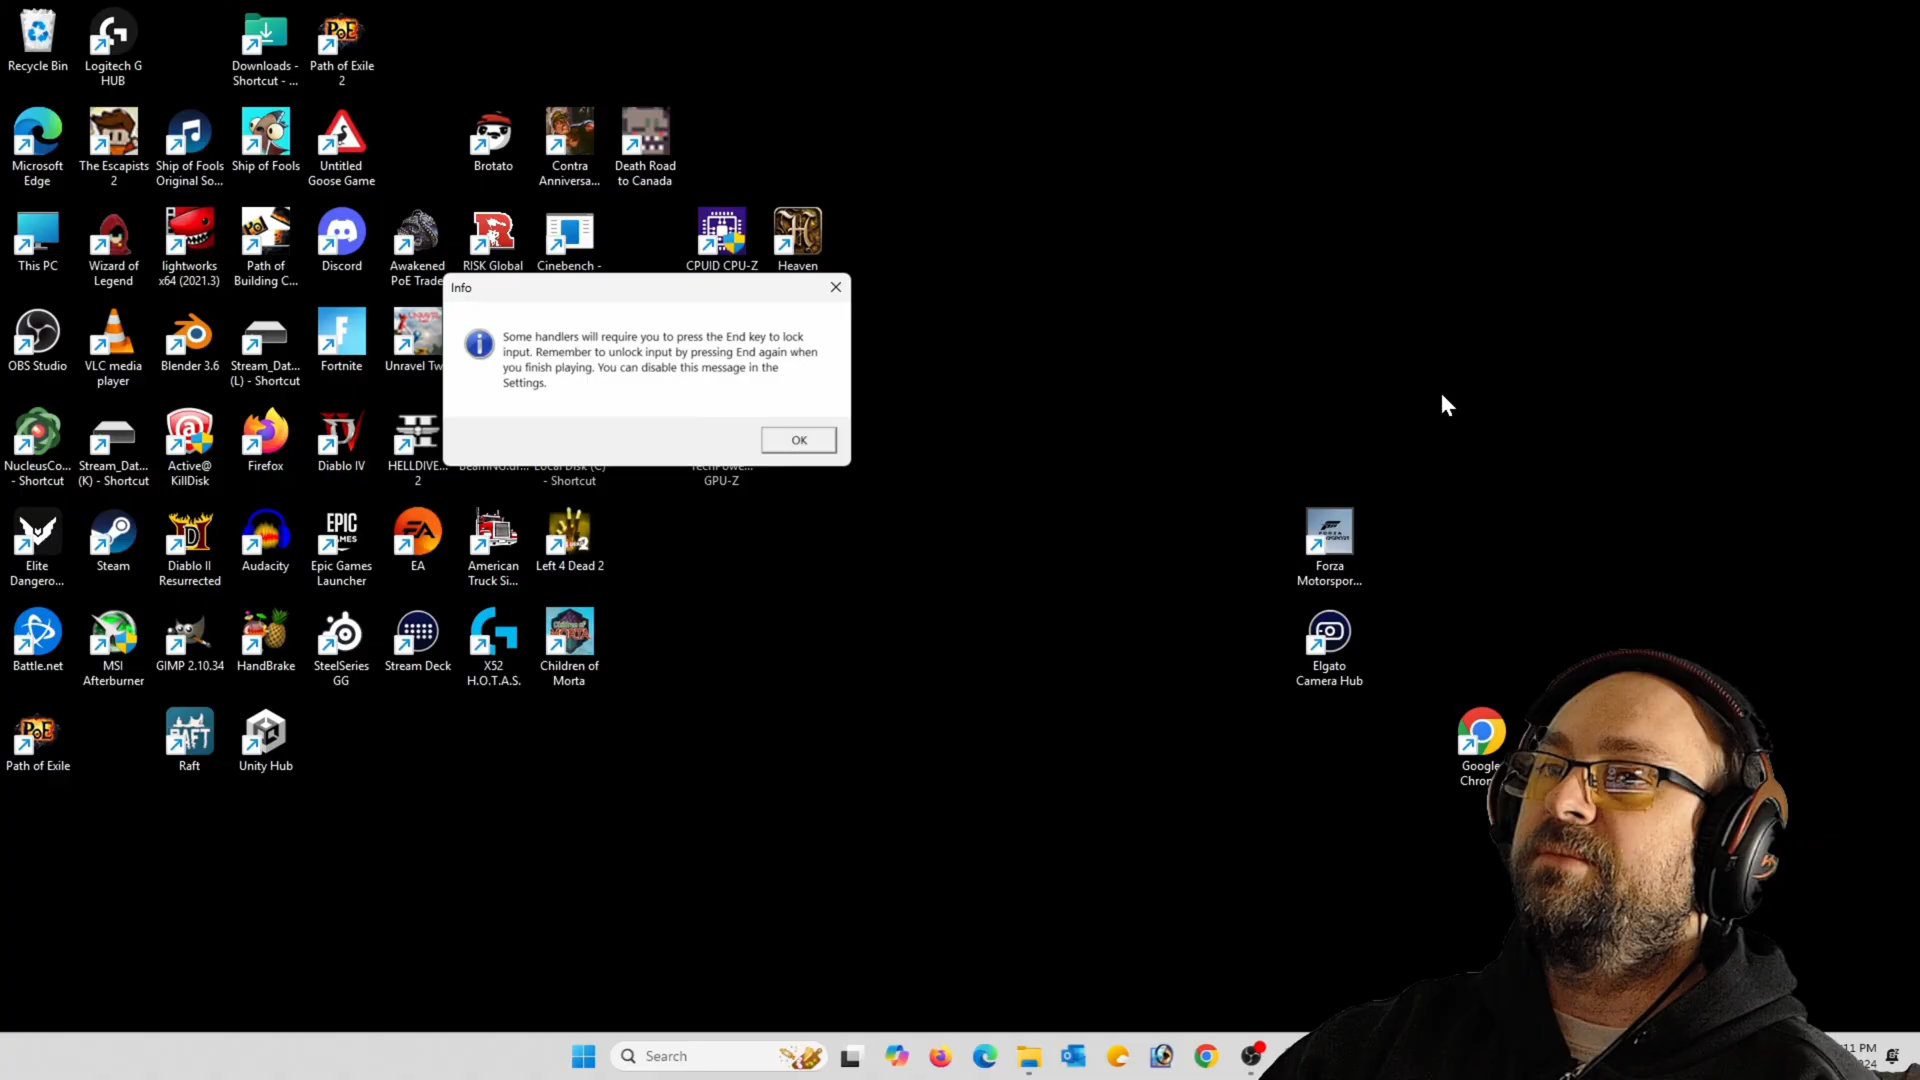 Recycle Bin
Logitech G
HUB
Downloads -
Shortcut - ...
Path of Exile
2
Microsoft
Edge
The Escapists
2
Ship of Fools
Original So...
Ship of Fools
Untitled
Goose Game
Brotato
Contra
Anniversa...
Death Road
to Canada
This PC
Wizard of
Legend
lightworks
x64 (2021.3)
Path of
Building C...
Discord
Awakened
PoE Trade
RISK Global
Cinebench -
CPUID CPU-Z
Heaven
Info
Some handlers will require you to press the End key to lock
input. Remember to unlock input by pressing End again when
you finish playing. You can disable this message in the
Settings.
OK
OBS Studio
VLC media
player
Blender 3.6
Stream_Dat...
(L) - Shortcut
Fortnite
Unravel Tw
NucleusCo...
- Shortcut
Stream_Dat...
(K) - Shortcut
Active@
KillDisk
Firefox
Diablo IV
HELLDIVE...
2
- Shortcut
GPU-Z
Elite
Dangero...
Steam
Diablo II
Resurrected
Audacity
EPIC
GAMES
Epic Games
Launcher
EA
EA
American
Truck Si...
Left 4 Dead 2
Forza
Motorspor...
Battle.net
MSI
Afterburner
GIMP 2.10.34
HandBrake
SteelSeries
GG
Stream Deck
X52
H.O.T.A.S.
Children of
Morta
Elgato
Camera Hub
Path of Exile
RAFT
Raft
Unity Hub
Google
Chro
Search
11 PM
024